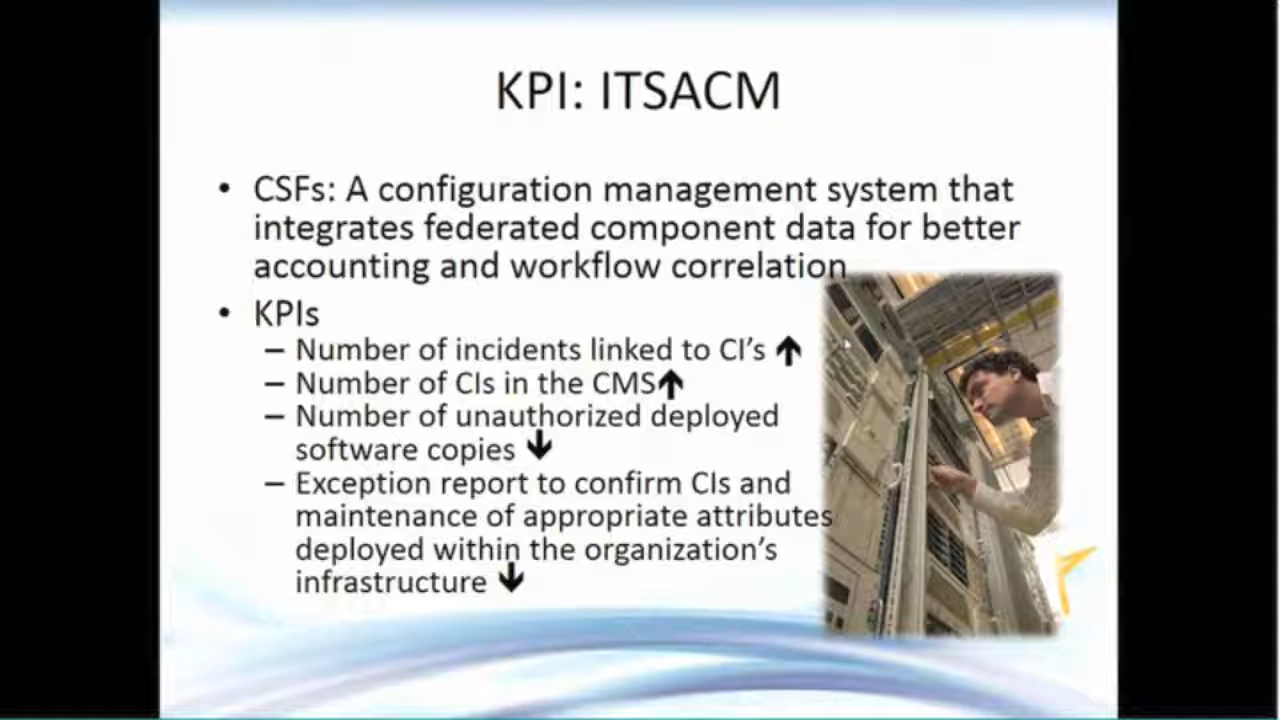 KPI: ITSACM
• CSFs: A configuration management system that
integrates federated component data for better
accounting and workflow correlation
• KPIs
– Number of incidents linked to CI's ↑
– Number of CIs in the CMS↑
– Number of unauthorized deployed
software copies ↓
– Exception report to confirm CIs and
maintenance of appropriate attributes
deployed within the organization's
infrastructure ↓